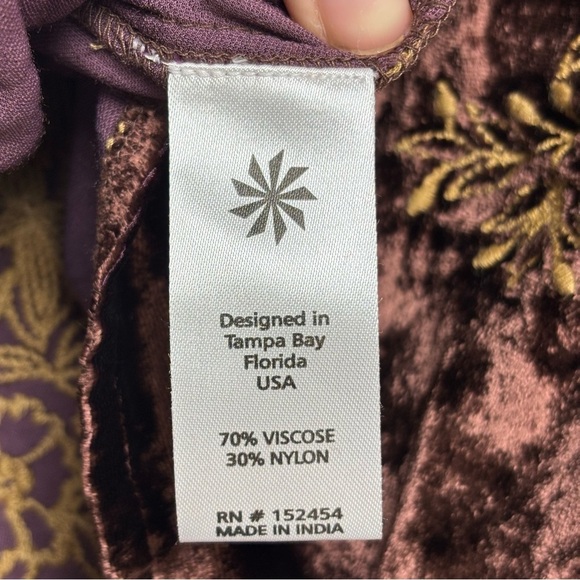 Designed in
Tampa Bay
Florida
USA
70% VISCOSE
30% NYLON
RN # 152454
MADE IN INDIA